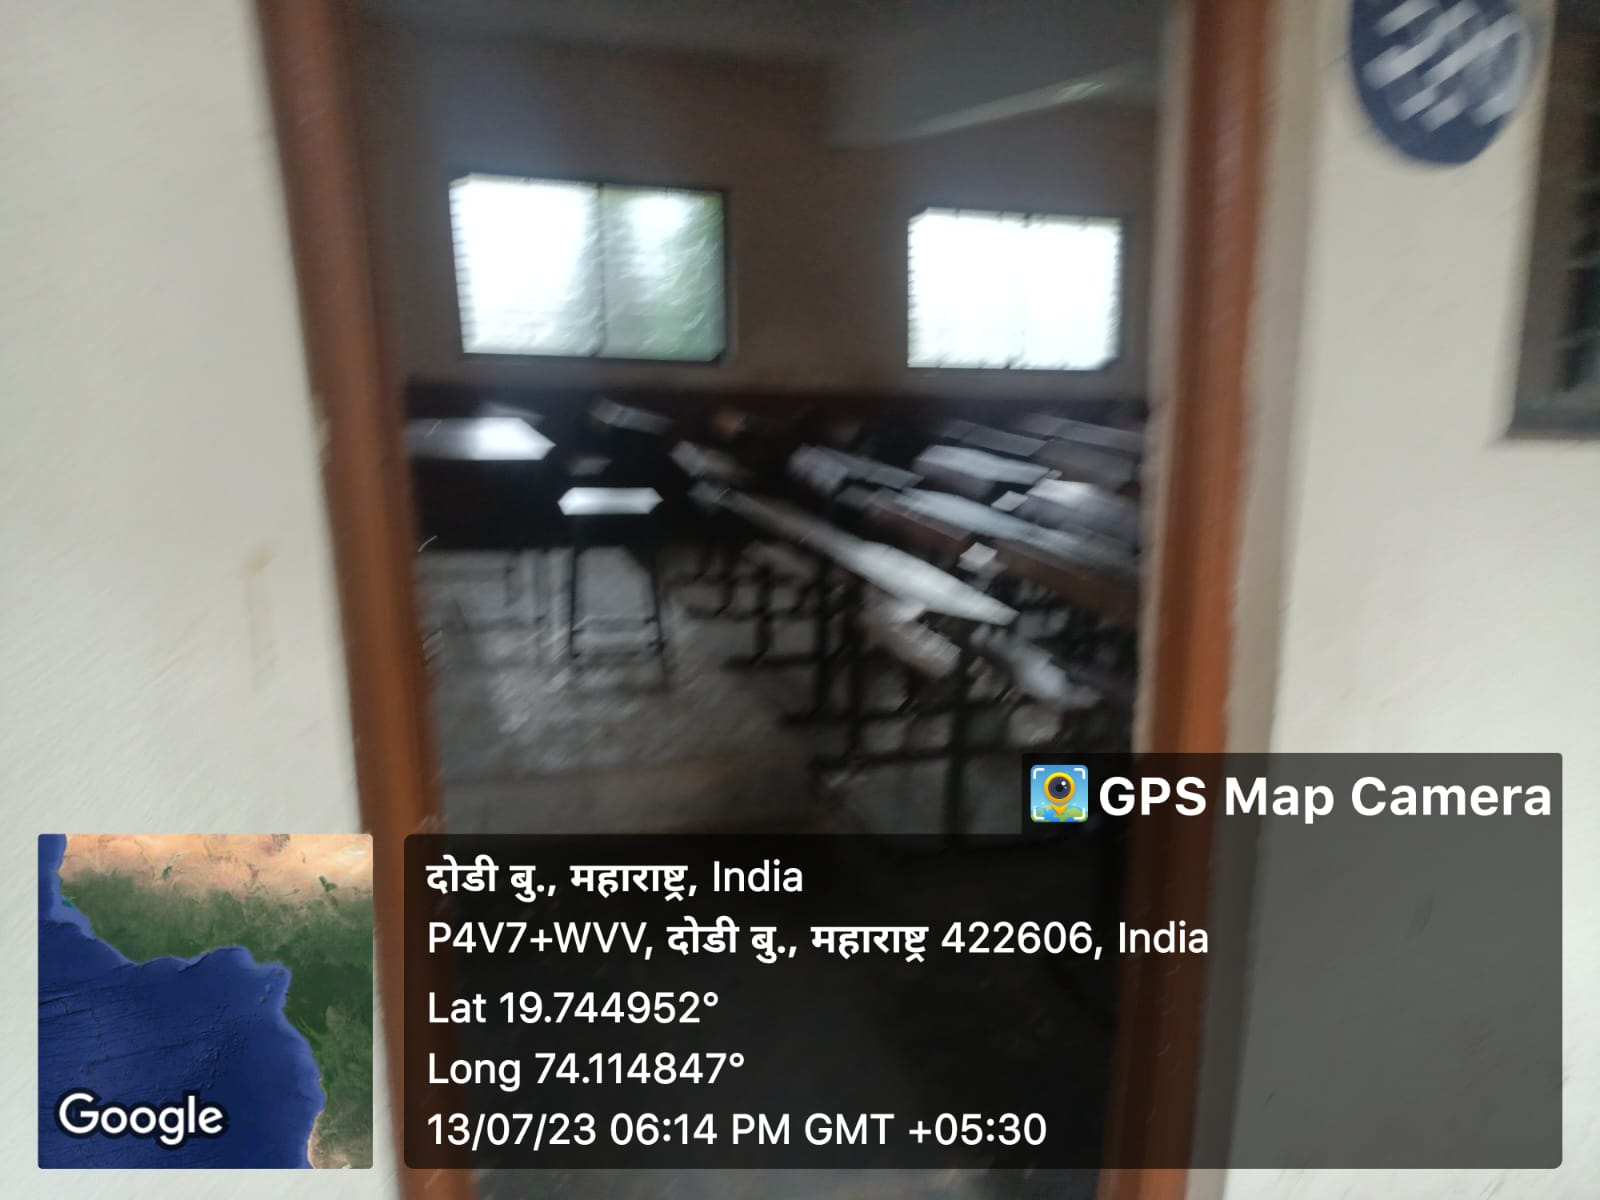 GPS Map Camera
दोडी बु., महाराष्ट्र, India
P4V7+WVV, दोडी बु., महाराष्ट्र 422606, India
Lat 19.744952°
Long 74.114847°
13/07/23 06:14 PM GMT +05:30
Google